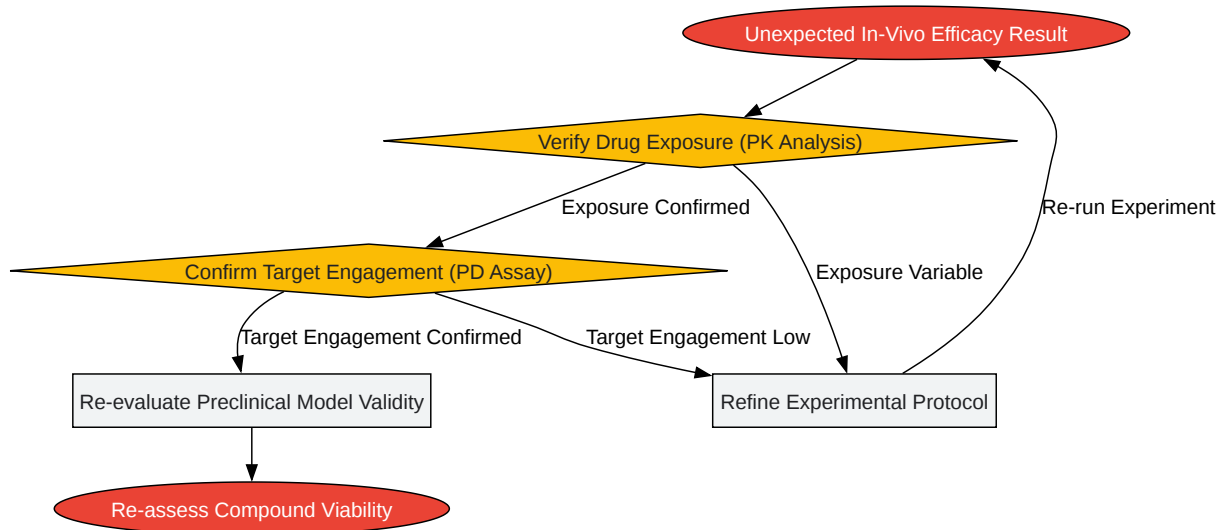 Unexpected In-Vivo Efficacy Result
Verify Drug Exposure (PK Analysis)
Exposure Confirmed
Re-run Experiment
Confirm Target Engagement (PD Assay)
Exposure Variable
Target Engagement Confirmed
Target Engagement Low
Re-evaluate Preclinical Model Validity
Refine Experimental Protocol
Re-assess Compound Viability